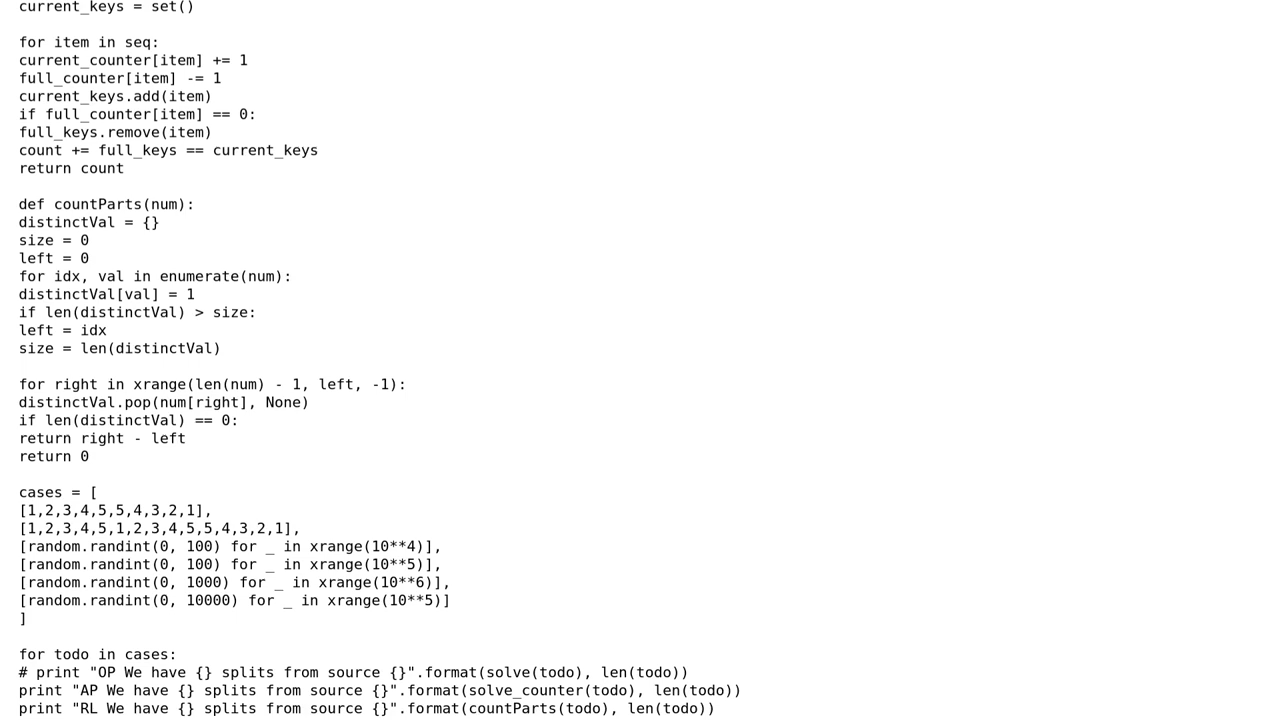 current_keys = set()
for item in seq:
current_counter[item] += 1
full_counter[item] -= 1
current_keys.add(item)
if full_counter[item] == 0:
full_keys.remove(item)
count += full_keys == current_keys
return count
def countParts(num):
distinctVal = {}
size = 0
left = 0
for idx, val in enumerate(num):
distinctVal[val] = 1
if len(distinctVal) > size:
left = idx
size = len(distinctVal)
for right in xrange(len(num) - 1, left, -1):
distinctVal.pop(num[right], None)
if len(distinctVal) == 0:
return right - left
return 0
cases = [
[1,2,3,4,5,5,4,3,2,1],
[1,2,3,4,5,1,2,3,4,5,5,4,3,2,1],
[random.randint(0, 100) for _ in xrange(10**4)],
[random.randint(0, 100) for _ in xrange(10**5)],
[random.randint(0, 1000) for _ in xrange(10**6)],
[random.randint(0, 10000) for _ in xrange(10**5)]
]
for todo in cases:
# print "OP We have {} splits from source {}".format(solve(todo), len(todo))
print "AP We have {} splits from source {}".format(solve_counter(todo), len(todo))
print "RL We have {} splits from source {}".format(countParts(todo), len(todo))